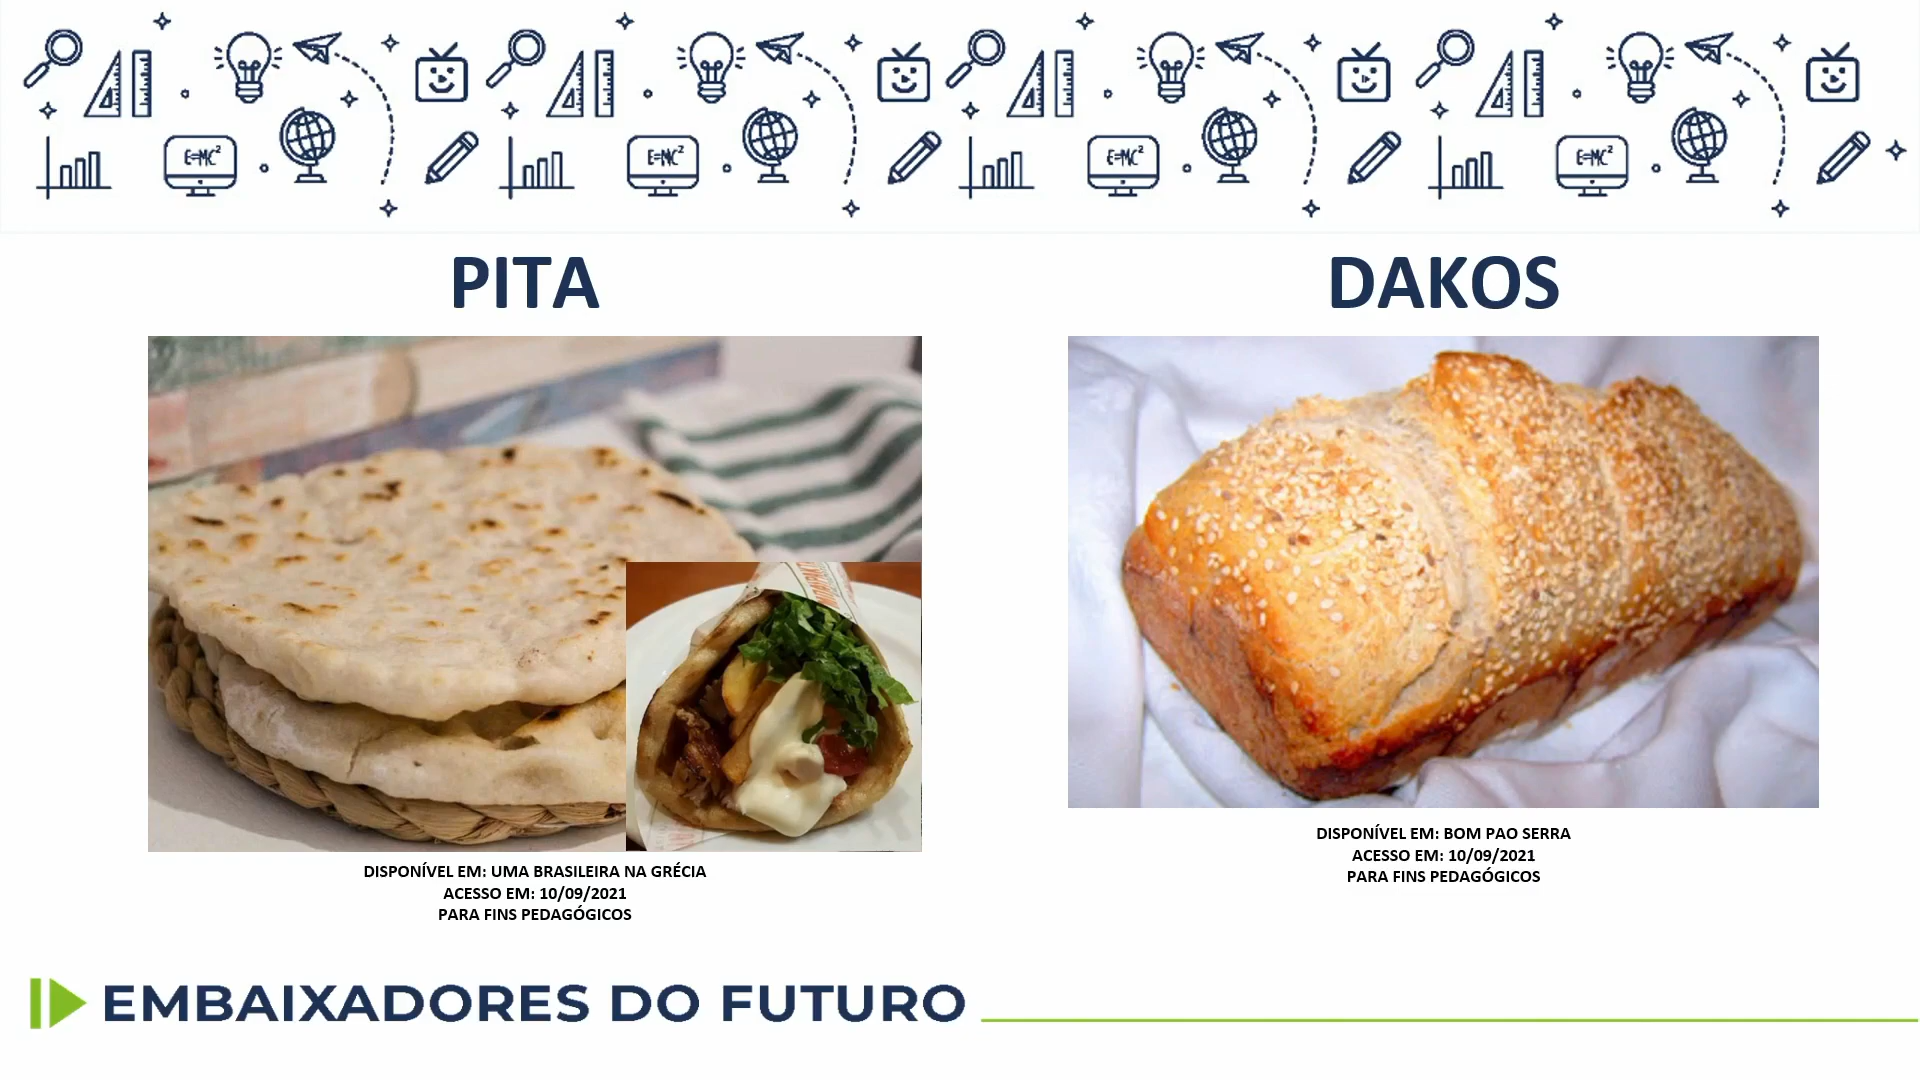 E=MC²
E=MC²
E=MC²
E=MC²
PITA
DAKOS
DISPONÍVEL EM: UMA BRASILEIRA NA GRÉCIA
ACESSO EM: 10/09/2021
PARA FINS PEDAGÓGICOS
DISPONÍVEL EM: BOM PAO SERRA
ACESSO EM: 10/09/2021
PARA FINS PEDAGÓGICOS
EMBAIXADORES DO FUTURO